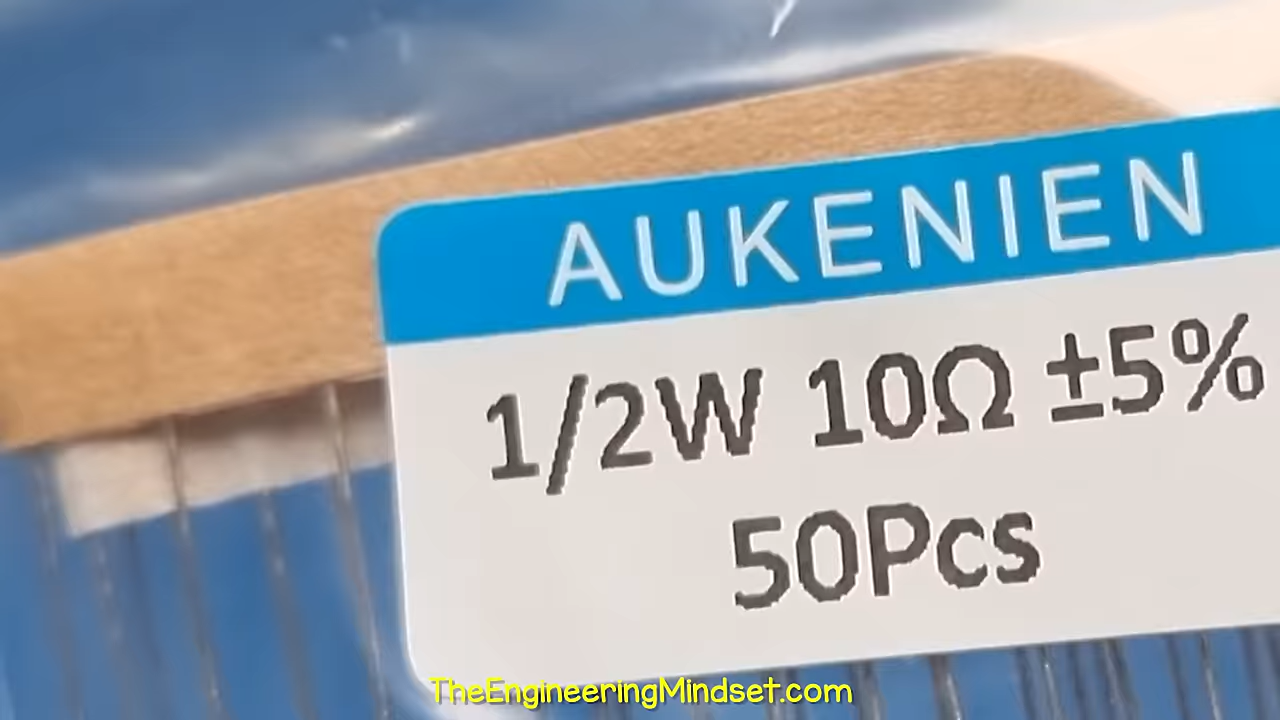 AUKENIEN
1/2W 10Ω ±5%
50Pcs
TheEngineeringMindset.com